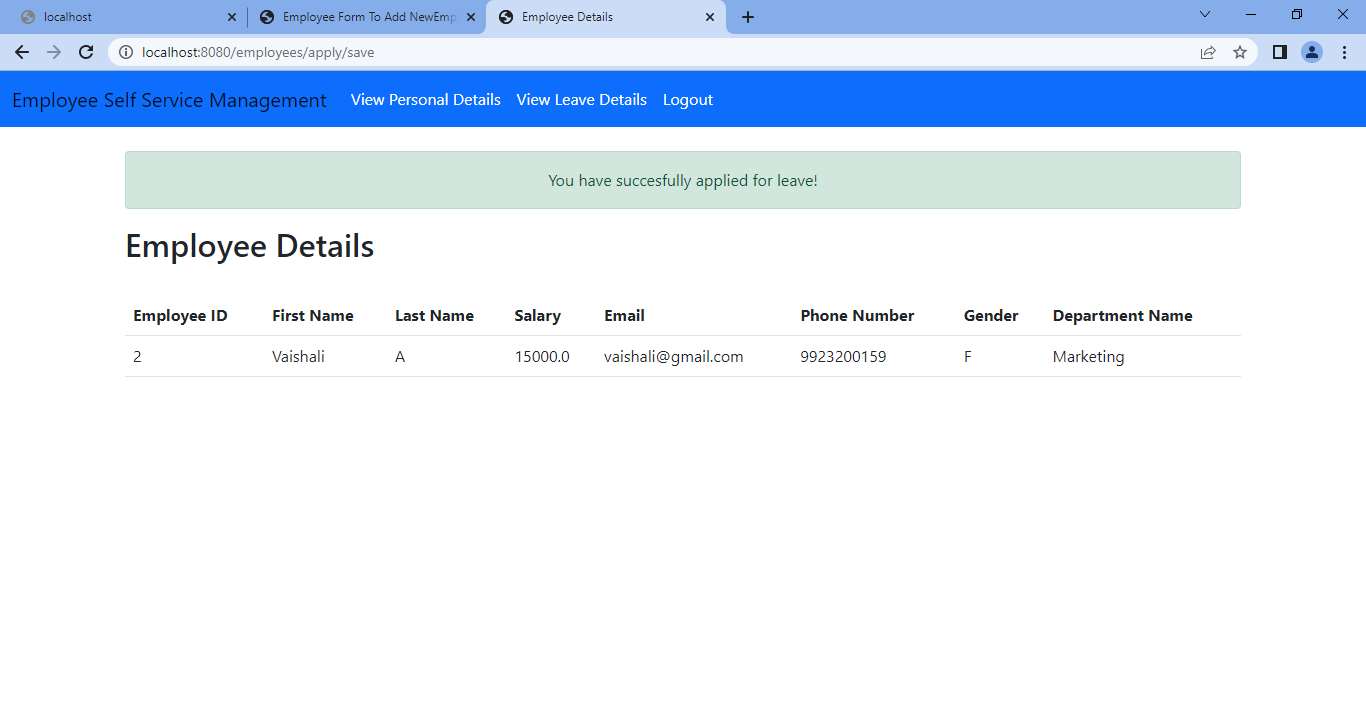 localhost
Employee Form To Add NewEmp
Employee Details
localhost:8080/employees/apply/save
Employee Self Service Management View Personal Details View Leave Details Logout
You have succesfully applied for leave!
Employee Details
Employee ID First Name Last Name Salary Email Phone Number Gender Department Name
2 Vaishali A 15000.0 vaishali@gmail.com 9923200159 F Marketing